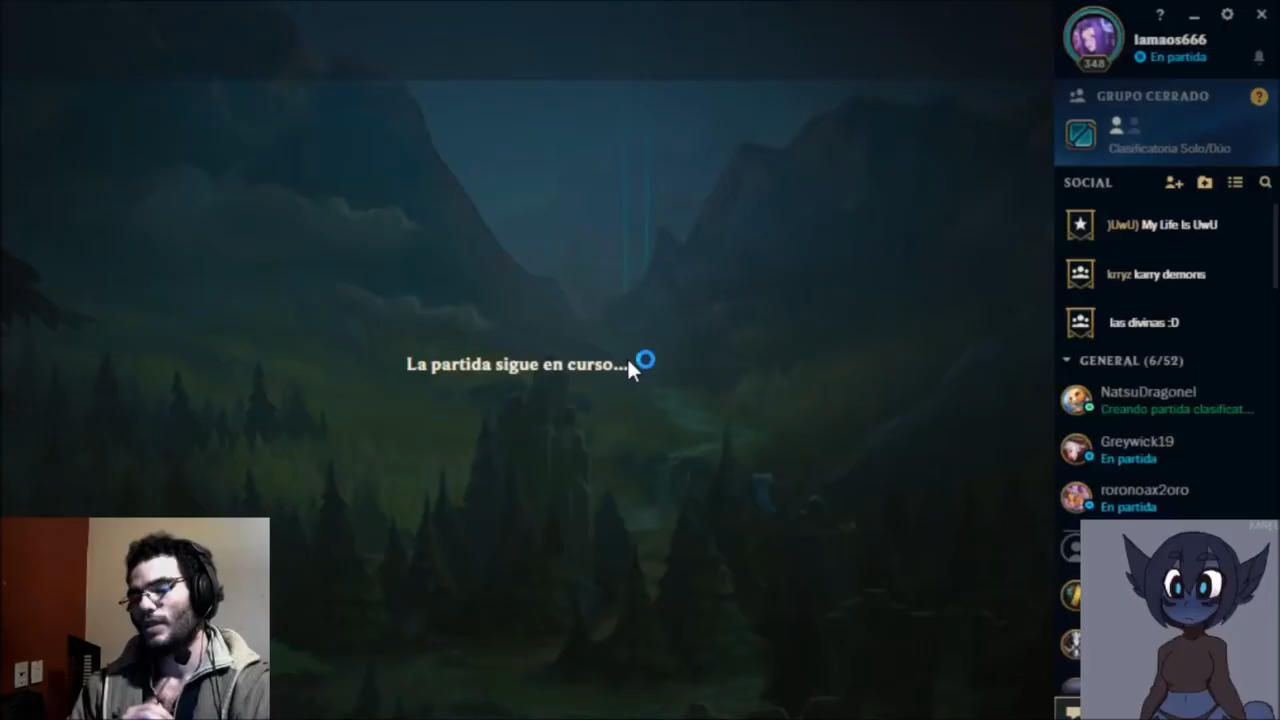 ?
lamaos666
348
En partida
GRUPO CERRADO
?
Clasificatoria Solo/Dúo
SOCIAL
)UwU) My Life Is UwU
krryz karry demons
las divinas :D
GENERAL (6/52)
NatsuDragonel
Creando partida clasificat...
Greywick19
En partida
roronoax2oro
En partida
La partida sigue en curso...